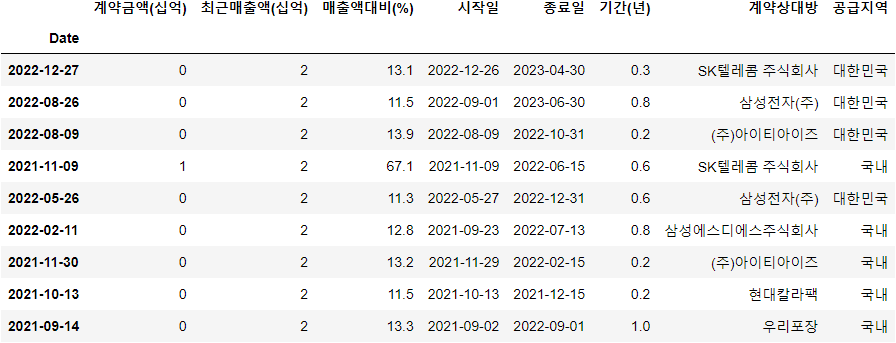 계약금액(십억) 최근매출액(십억) 매출액대비(%) 시작일 종료일 기간(년) 계약상대방 공급지역
Date
2022-12-27 0 2 13.1 2022-12-26 2023-04-30 0.3 SK텔레콤 주식회사 대한민국
2022-08-26 0 2 11.5 2022-09-01 2023-06-30 0.8 삼성전자(주) 대한민국
2022-08-09 0 2 13.9 2022-08-09 2022-10-31 0.2 (주)아이티아이즈 대한민국
2021-11-09 1 2 67.1 2021-11-09 2022-06-15 0.6 SK텔레콤 주식회사 국내
2022-05-26 0 2 11.3 2022-05-27 2022-12-31 0.6 삼성전자(주) 대한민국
2022-02-11 0 2 12.8 2021-09-23 2022-07-13 0.8 삼성에스디에스주식회사 국내
2021-11-30 0 2 13.2 2021-11-29 2022-02-15 0.2 (주)아이티아이즈 국내
2021-10-13 0 2 11.5 2021-10-13 2021-12-15 0.2 현대칼라팩 국내
2021-09-14 0 2 13.3 2021-09-02 2022-09-01 1.0 우리포장 국내